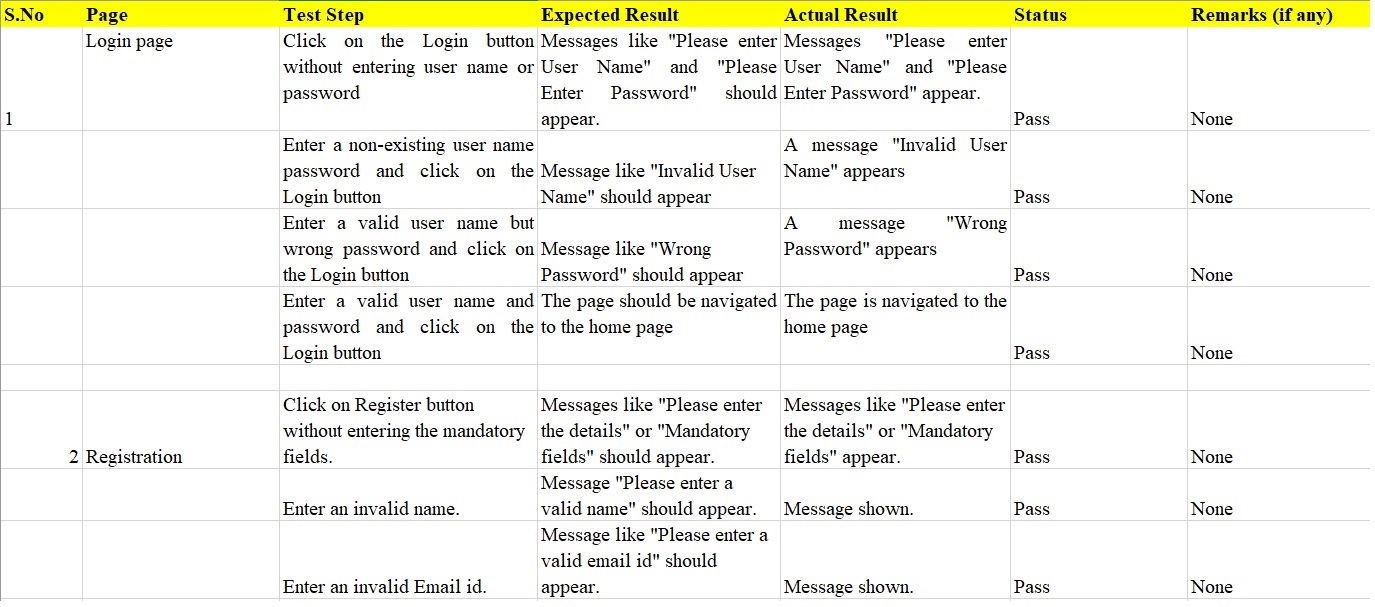 S.No Page Test Step Expected Result Actual Result Status Remarks (if any)
Login page Click on the Login button Messages like "Please enter Messages "Please enter
without entering user name or User Name" and "Please User Name" and "Please
password Enter Password" should Enter Password" appear.
1 appear. Pass None
Enter a non-existing user name A message "Invalid User
password and click on the Message like "Invalid User Name" appears
Login button Name" should appear Pass None
Enter a valid user name but A message "Wrong
wrong password and click on Message like "Wrong Password" appears
the Login button Password" should appear Pass None
Enter a valid user name and The page should be navigated The page is navigated to the
password and click on the to the home page home page
Login button Pass None
Click on Register button Messages like "Please enter Messages like "Please enter
without entering the mandatory the details" or "Mandatory the details" or "Mandatory
2 Registration fields. fields" should appear. fields" appear. Pass None
Message "Please enter a
Enter an invalid name. valid name" should appear. Message shown. Pass None
Message like "Please enter a
valid email id" should
Enter an invalid Email id. appear. Message shown. Pass None